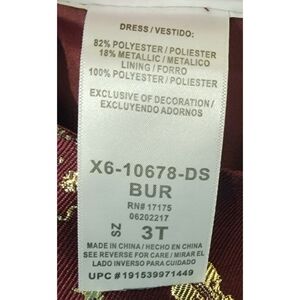 DRESS / VESTIDO:
82% POLYESTER / POLIESTER
18% METALLIC / METALICO
LINING / FORRO
100% POLYESTER / POLIESTER
EXCLUSIVE OF DECORATION /
EXCLUYENDO ADORNOS
X6-10678-DS
BUR
RN# 17175
06202217
SZ 3T
MADE IN CHINA / HECHO EN CHINA
SEE REVERSE FOR CARE / MIRAR EL
LADO INVERSO PARA CUIDADO
UPC # 191539971449